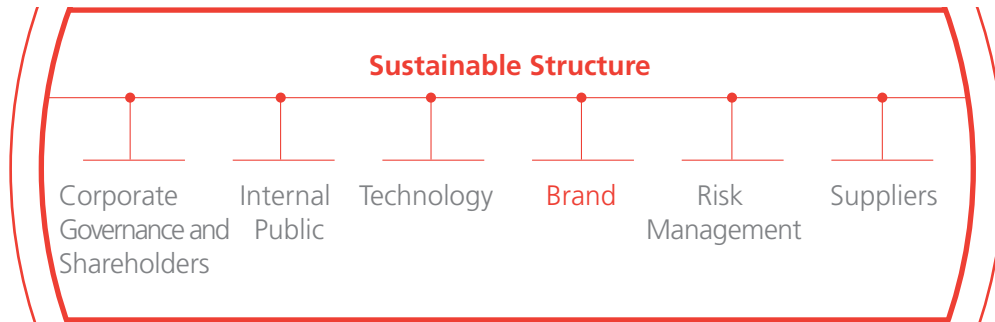 Sustainable Structure
Corporate
Governance and
Shareholders
Internal
Public
Technology
Brand
Risk
Management
Suppliers